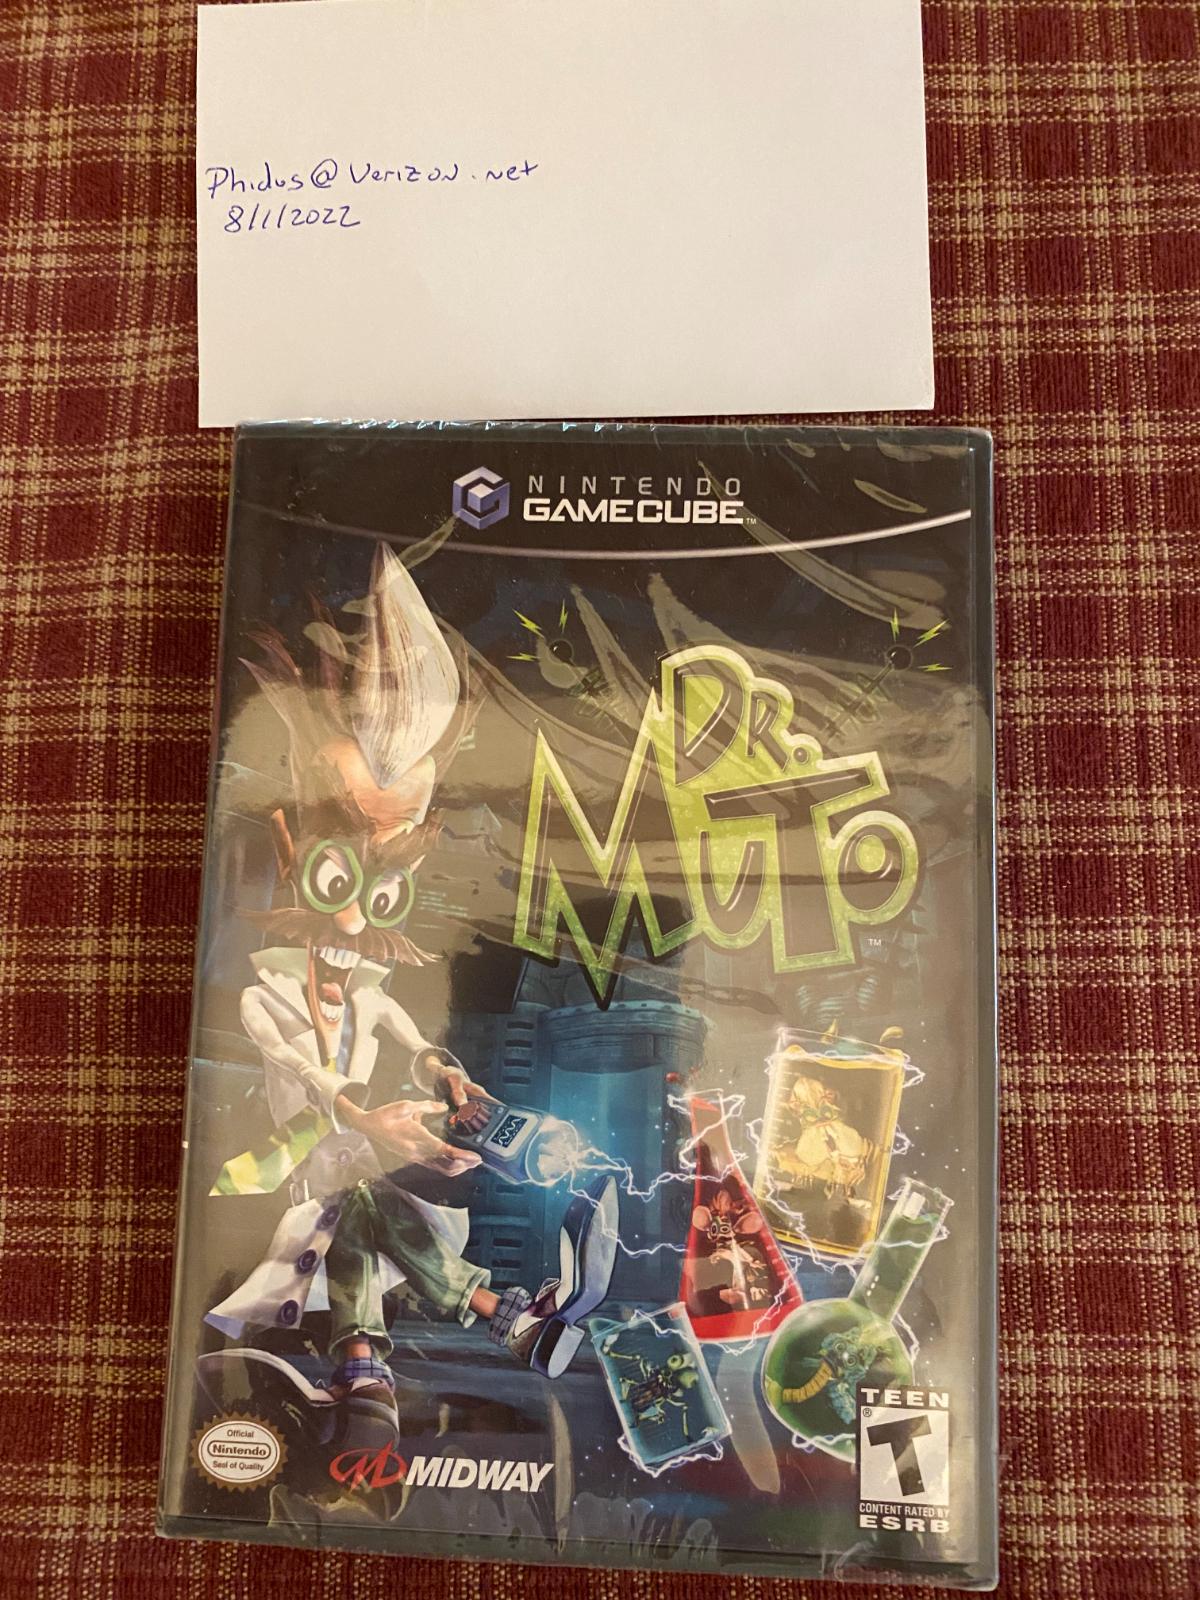 Phidus@Verizon.net
8/1/2022
NINTENDO
GAMECUBE™
DR.
MUTO
™
Official
Nintendo
Seal of Quality
MIDWAY
TEEN
®
T
CONTENT RATED BY
ESRB